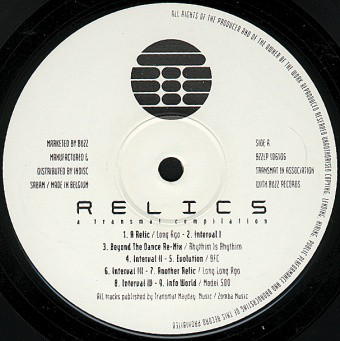 ALL RIGHTS OF THE PRODUCER AND OF THE OWNER OF THE WORK REPRODUCED RESERVED UNAUTHORISED COPYING, LENDING, HIRING, PUBLIC PERFORMANCE AND BROADCASTING OF THIS RECORD PROHIBITED
MARKETED BY BUZZ
MANUFACTURED &
DISTRIBUTED BY INDISC
SABAM / MADE IN BELGIUM
SIDE A
BZZLP 106106
TRANSMAT IN ASSOCIATION
WITH BUZZ RECORDS
RELICS
a transmat compilation
1. A Relic / Long Ago - 2. Interval I
3. Beyond The Dance Re-Mix / Rhythim Is Rhythim
4. Interval II - 5. Evolution / BFC
6. Interval III - 7. Another Relic / Long Long Ago
8. Interval IV - 9. Info World / Model 500
All tracks published by Transmat Mayday Music / Zomba Music